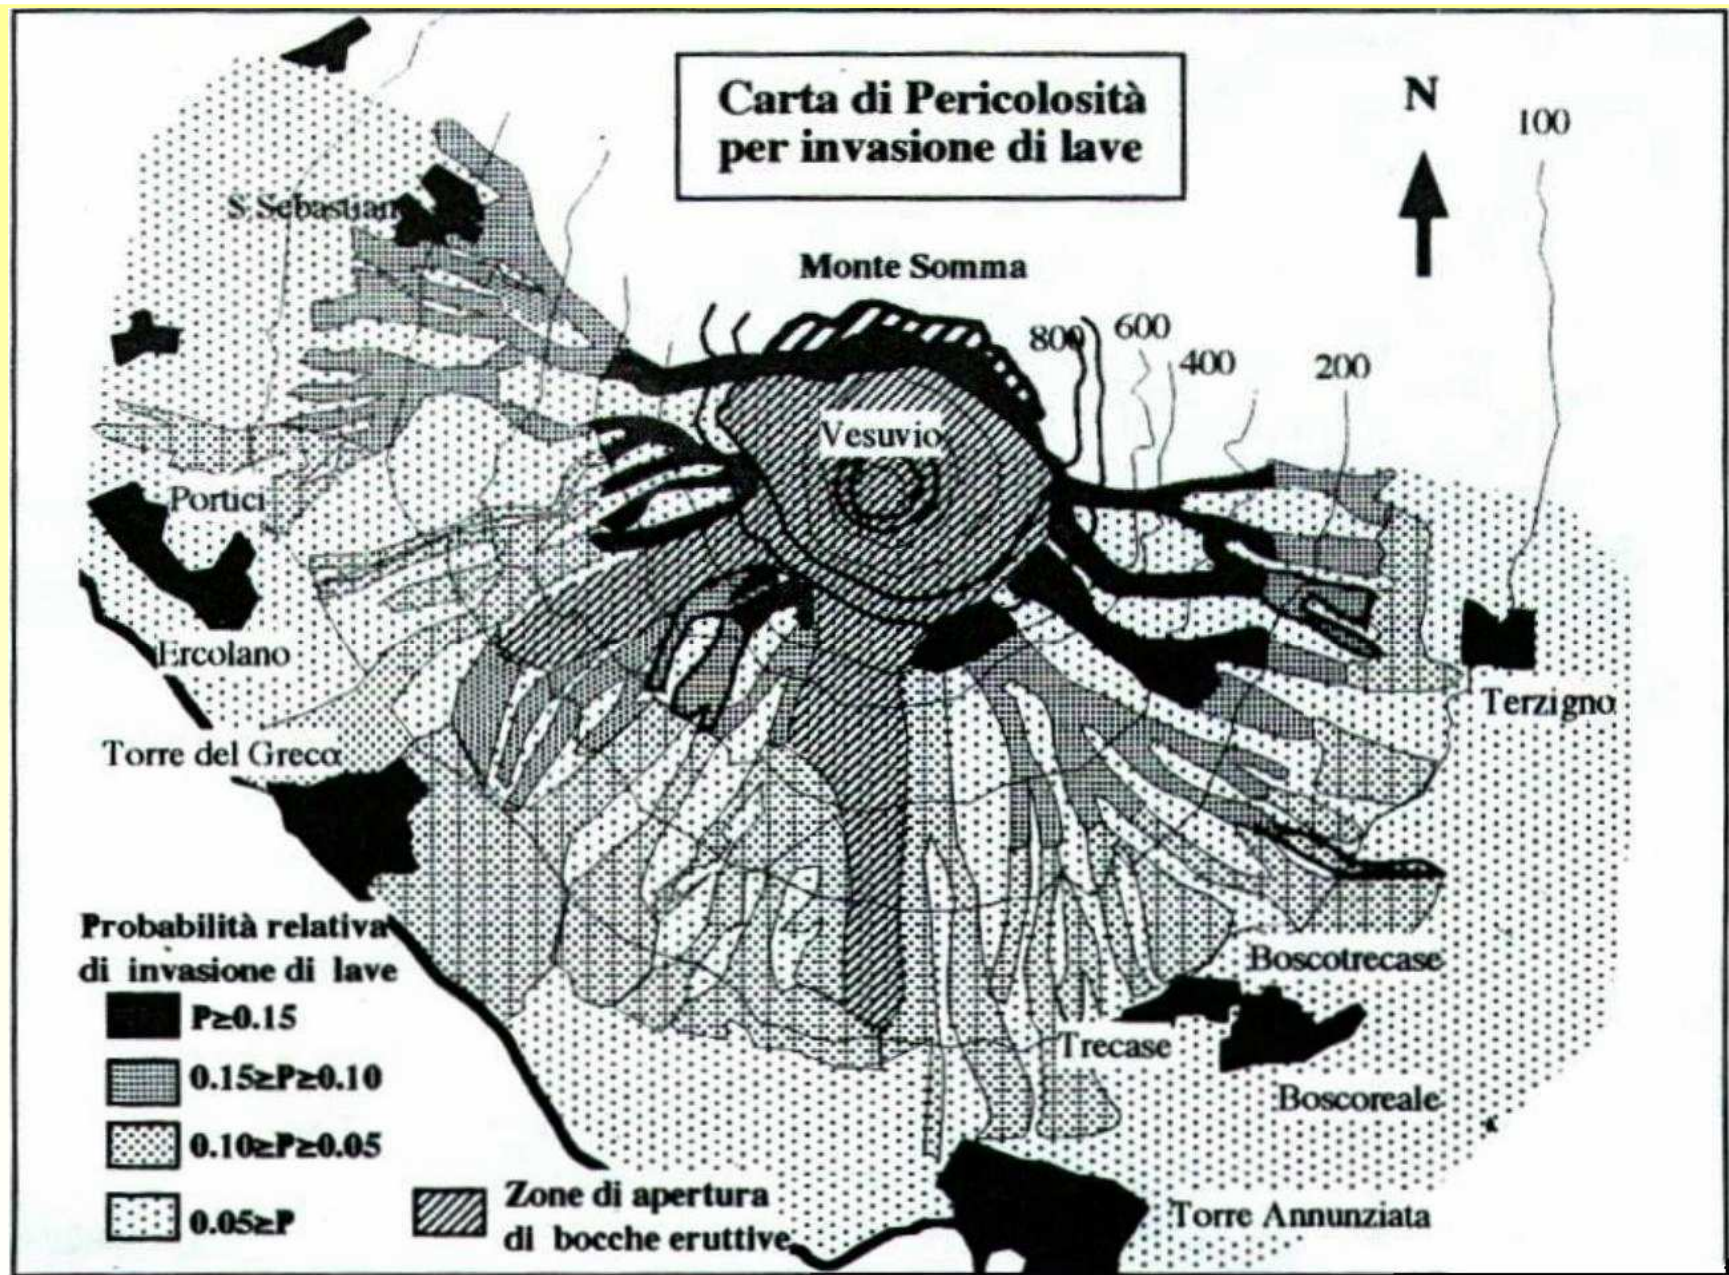 Carta di Pericolosità
per invasione di lave
N
100
S Sebastian
Monte Somma
800
600
400
200
Vesuvio
Portici
Ercolano
Terzigno
Torre del Greco
Probabilità relativa
di invasione di lave
P≥0.15
0.15≥P≥0.10
0.10≥P≥0.05
0.05≥P
Zone di apertura
di bocche eruttive
Boscotrecase
Trecase
Boscoreale
Torre Annunziata